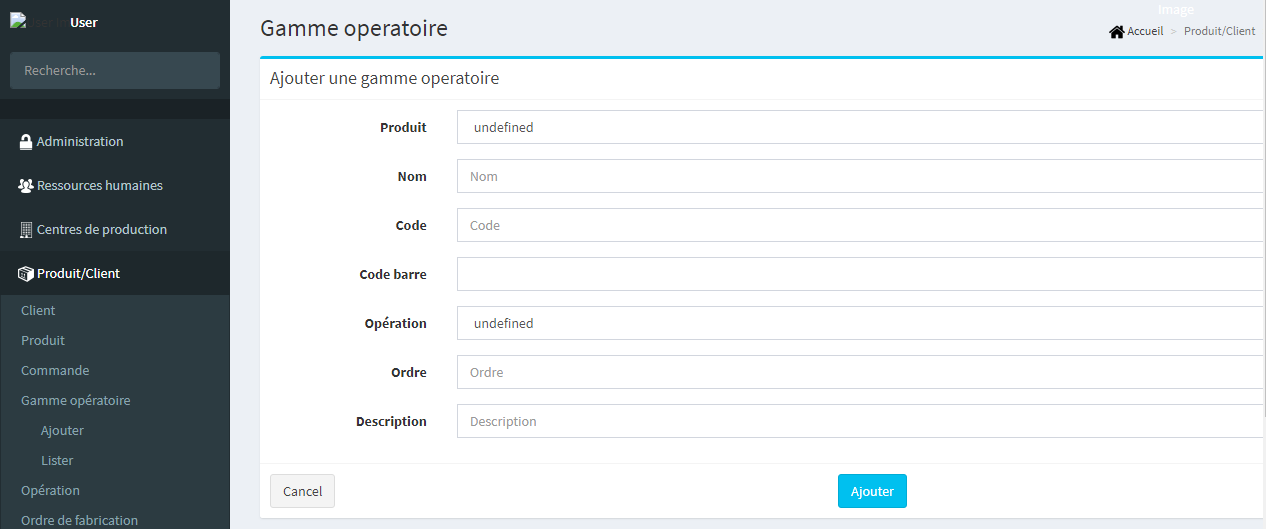 User
Image
Gamme operatoire
Accueil > Produit/Client
Recherche...
Ajouter une gamme operatoire
Administration
Ressources humaines
Centres de production
Produit/Client
Client
Produit
Commande
Gamme opératoire
Ajouter
Lister
Opération
Ordre de fabrication
Produit undefined
Nom Nom
Code Code
Code barre
Opération undefined
Ordre Ordre
Description Description
Cancel Ajouter